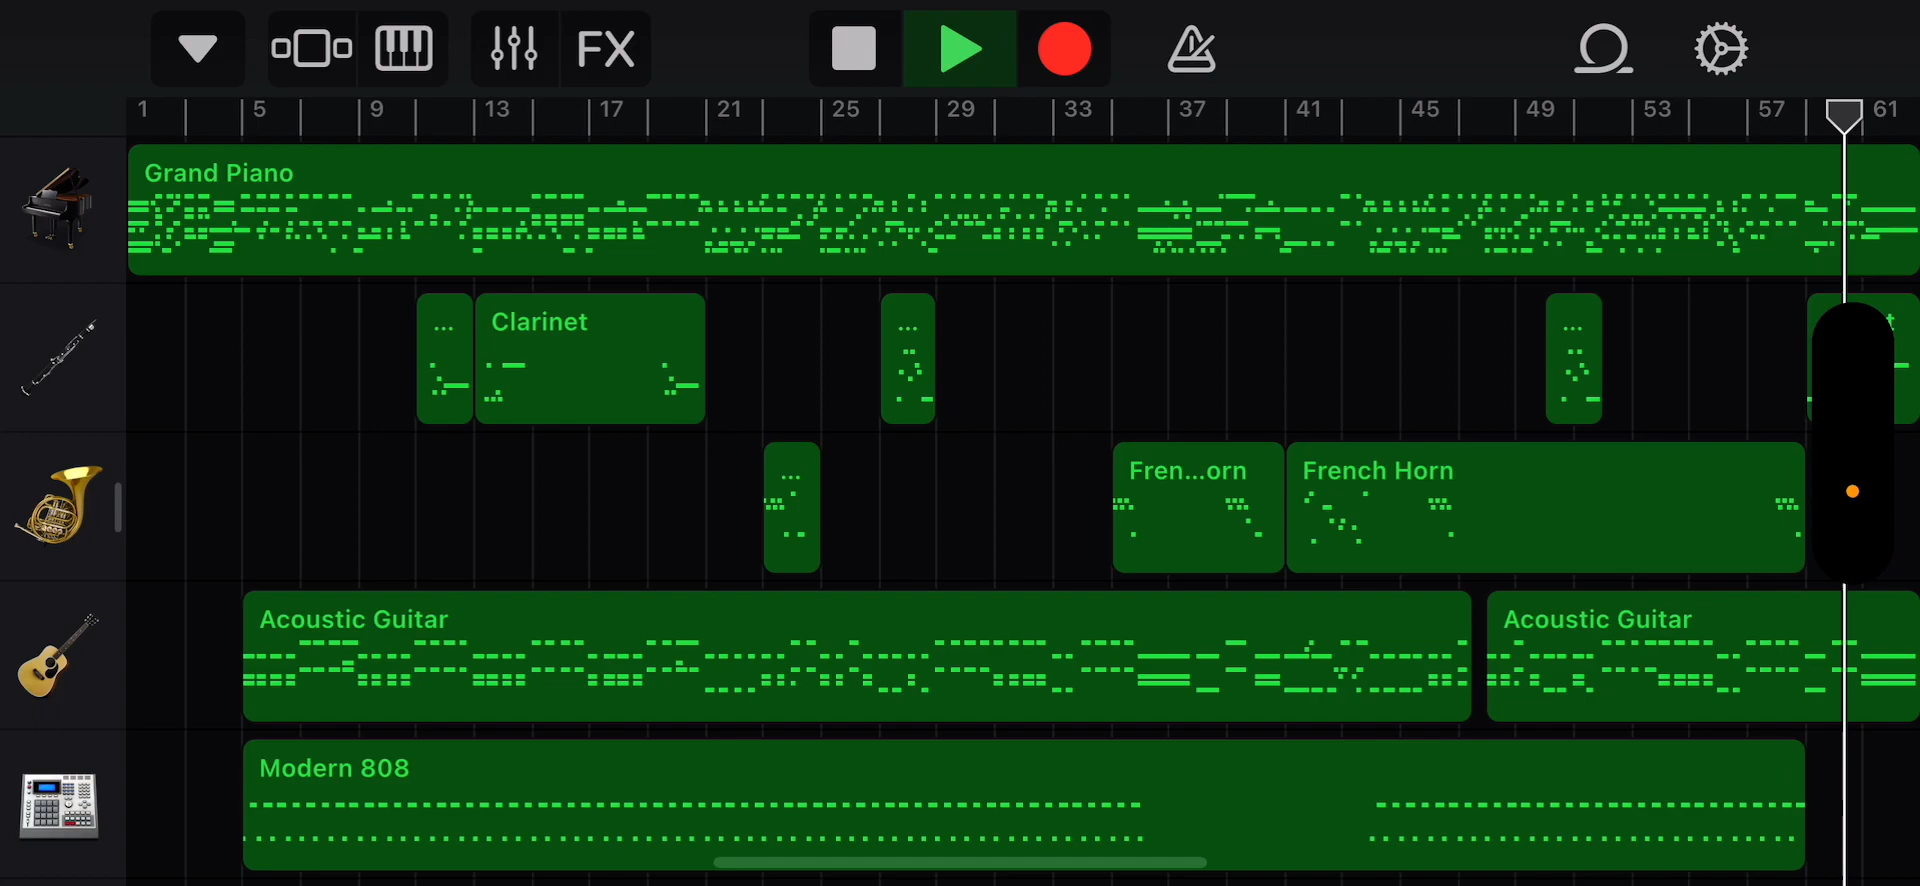 FX
1 5 9 13 17 21 25 29 33 37 41 45 49 53 57 61
Grand Piano
... Clarinet ... ... t
... Fren...orn French Horn
Acoustic Guitar Acoustic Guitar
Modern 808